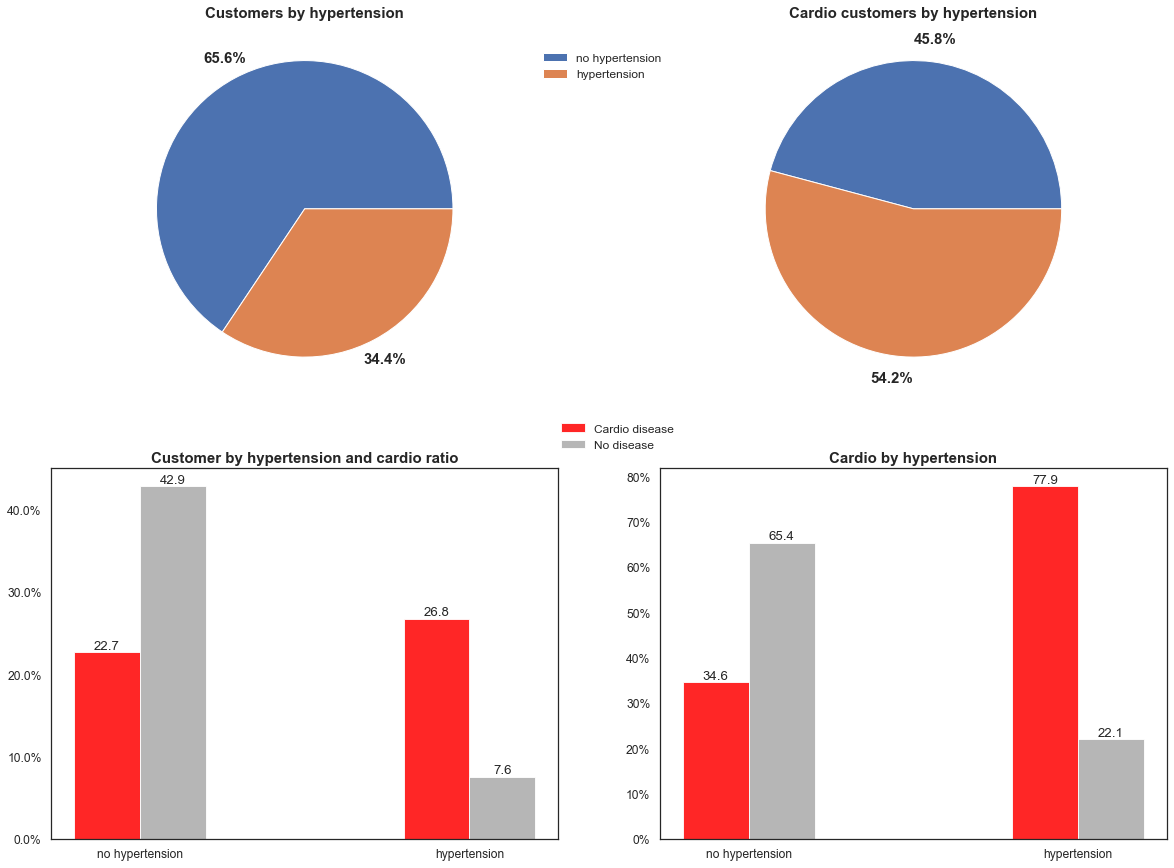 Customers by hypertension
65.6%
34.4%
no hypertension
hypertension
Cardio customers by hypertension
45.8%
54.2%
Cardio disease
No disease
Customer by hypertension and cardio ratio
40.0%
30.0%
20.0%
10.0%
0.0%
22.7
42.9
26.8
7.6
no hypertension
hypertension
Cardio by hypertension
80%
70%
60%
50%
40%
30%
20%
10%
0%
34.6
65.4
77.9
22.1
no hypertension
hypertension